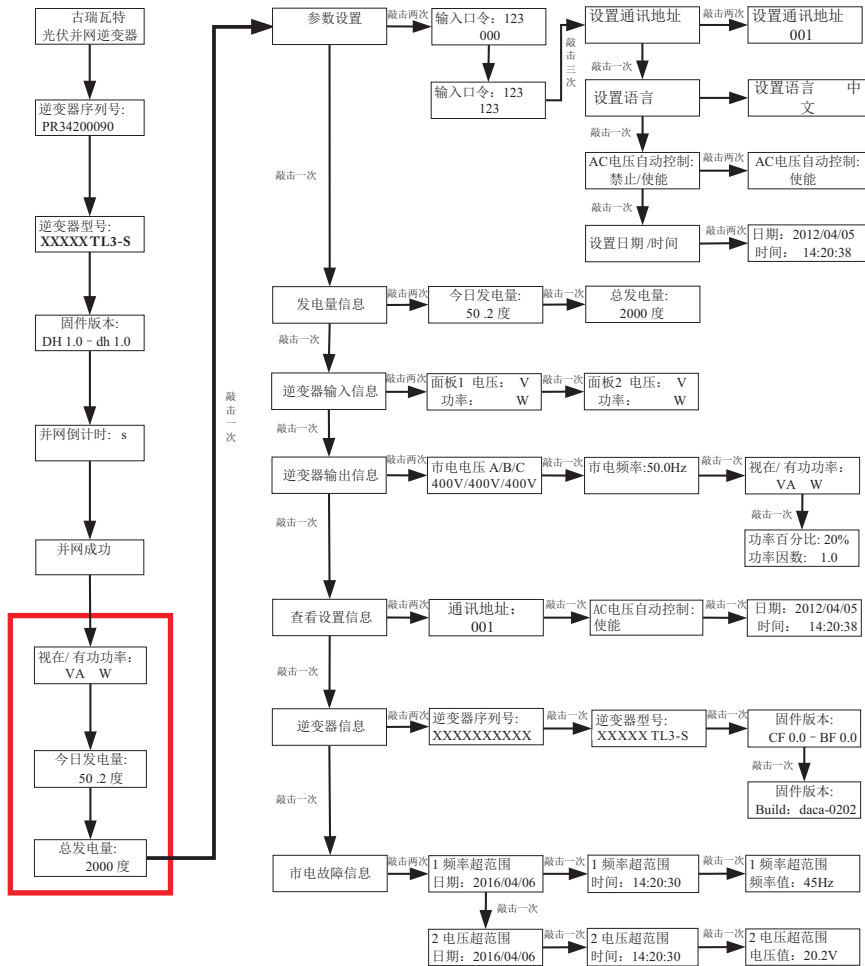 古瑞瓦特
光伏并网逆变器
逆变器序列号:
PR34200090
逆变器型号:
XXXXX TL3-S
固件版本:
DH 1.0 - dh 1.0
并网倒计时: s
并网成功
视在/ 有功功率:
VA W
今日发电量:
50 .2 度
总发电量:
2000 度
敲击一次
参数设置
敲击两次
输入口令: 123
000
输入口令: 123
123
敲击三次
设置通讯地址
敲击两次
设置通讯地址
001
敲击一次
设置语言
设置语言 中
文
敲击一次
AC电压自动控制:
禁止/使能
敲击两次
AC电压自动控制:
使能
敲击一次
设置日期 /时间
敲击两次
日期: 2012/04/05
时间: 14:20:38
敲击一次
发电量信息
敲击两次
今日发电量:
50 .2 度
敲击一次
总发电量:
2000 度
敲击一次
逆变器输入信息
敲击两次
面板1 电压: V
功率: W
敲击一次
面板2 电压: V
功率: W
敲击一次
逆变器输出信息
敲击两次
市电电压 A/B/C
400V/400V/400V
敲击一次
市电频率:50.0Hz
敲击一次
视在/ 有功功率:
VA W
敲击一次
功率百分比: 20%
功率因数: 1.0
敲击一次
查看设置信息
敲击两次
通讯地址:
001
敲击一次
AC电压自动控制:
使能
敲击一次
日期: 2012/04/05
时间: 14:20:38
敲击一次
逆变器信息
敲击两次
逆变器序列号:
XXXXXXXXXX
敲击一次
逆变器型号:
XXXXX TL3-S
敲击一次
固件版本:
CF 0.0 - BF 0.0
敲击一次
固件版本:
Build: daca-0202
敲击一次
市电故障信息
敲击两次
1 频率超范围
日期: 2016/04/06
敲击一次
1 频率超范围
时间: 14:20:30
敲击一次
1 频率超范围
频率值: 45Hz
敲击一次
2 电压超范围
日期: 2016/04/06
敲击一次
2 电压超范围
时间: 14:20:30
敲击一次
2 电压超范围
电压值: 20.2V